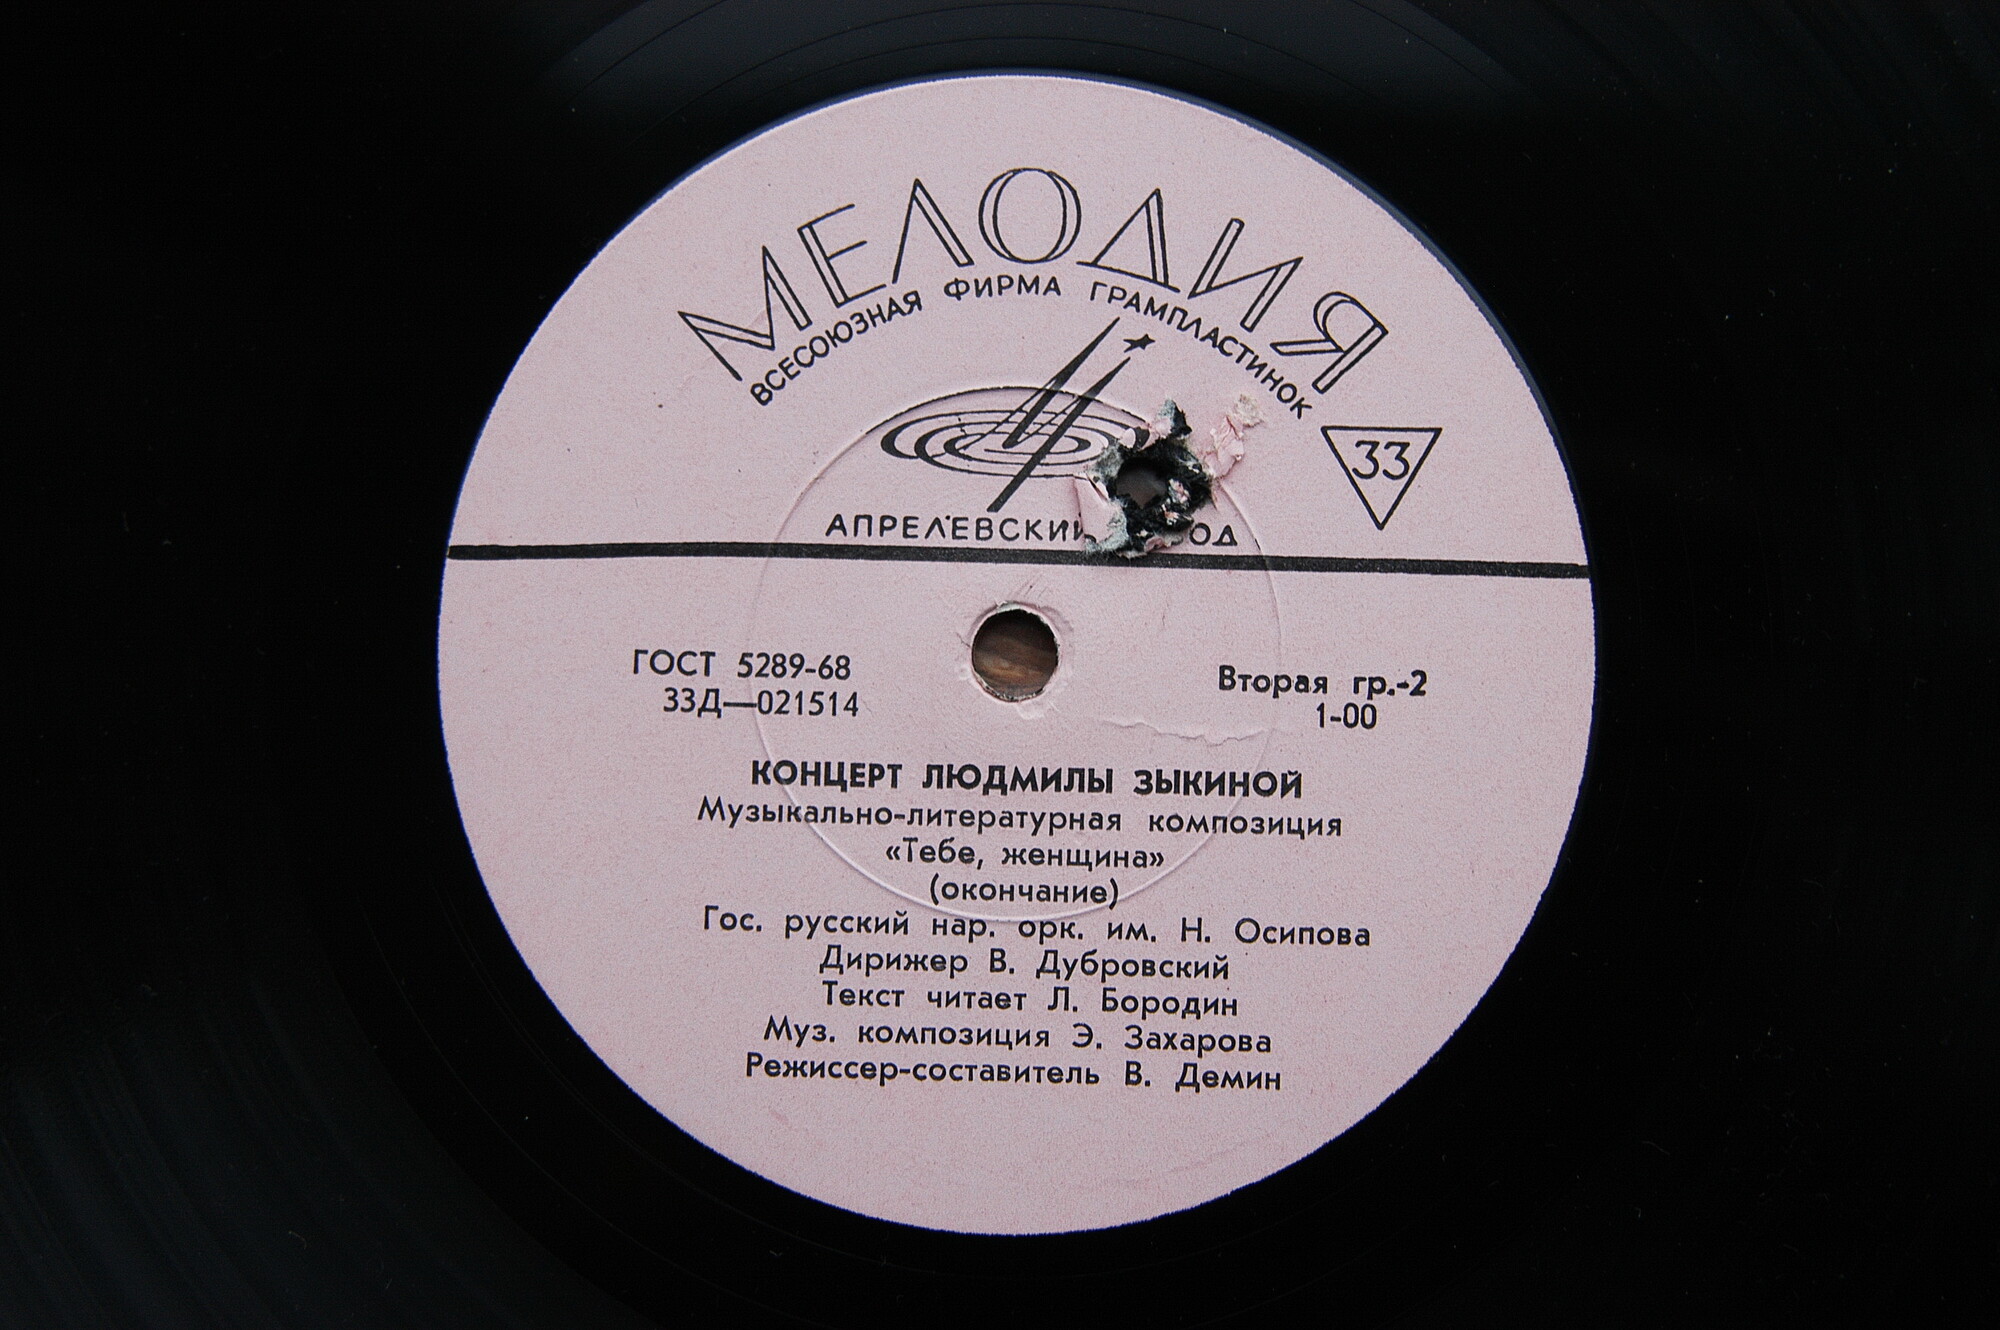 МЕЛОДИЯ
ВСЕСОЮЗНАЯ ФИРМА ГРАМПЛАСТИНОК
33
АПРЕЛЕВСКИЙ
ГОСТ 5289-68
33Д—021514
Вторая гр.-2
1-00
КОНЦЕРТ ЛЮДМИЛЫ ЗЫКИНОЙ
Музыкально-литературная композиция
«Тебе, женщина»
(окончание)
Гос. русский нар. орк. им. Н. Осипова
Дирижер В. Дубровский
Текст читает Л. Бородин
Муз. композиция Э. Захарова
Режиссер-составитель В. Демин